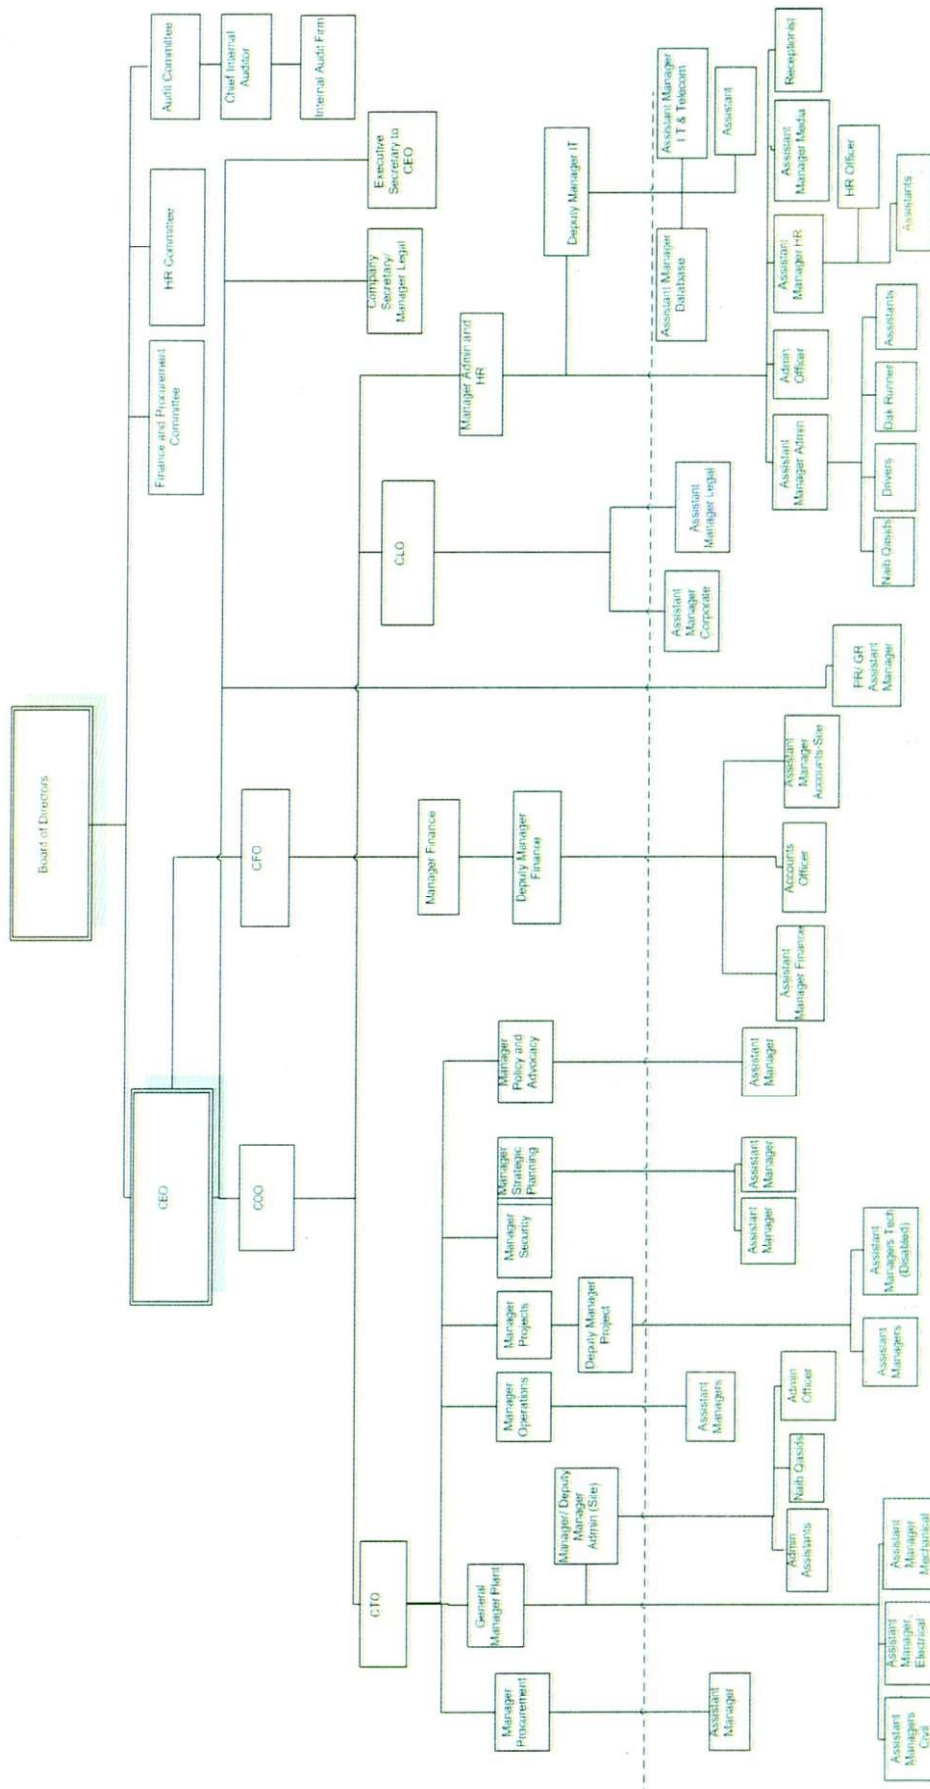 Board of Directors
CEO
Finance and Procurement
Committee
HR Committee
Audit Committee
Chief Internal
Auditor
Internal Audit Firm
COO
CFO
Company
Secretary/
Manager Legal
Executive
Secretary to
CEO
CTO
CLO
Manager Finance
Manager Admin and
HR
Manager
Procurement
General
Manager Plant
Manager
Operations
Manager
Projects
Manager
Security
Manager
Strategic
Planning
Manager
Policy and
Advocacy
Deputy Manager
Finance
Deputy Manager IT
Manager/ Deputy
Manager
Admin (Site)
Deputy Manager
Project
Assistant
Manager
Corporate
Assistant
Manager Legal
Assistant Manager
Database
Assistant Manager
I T & Telecom
Assistant
Assistant
Manager
Assistant
Managers
Assistant
Manager
Assistant
Manager
Assistant
Manager
Assistant
Manager Finance
Accounts
Officer
Assistant
Manager
Accounts-Site
PR/ GR
Assistant
Manager
Assistant
Manager Admin
Admin
Officer
Assistant
Manager HR
Assistant
Manager Media
Receptionist
Admin
Assistants
Naib Qasids
Admin
Officer
Naib Qasids
Drivers
Dak Runner
Assistants
HR Officer
Assistants
Assistant
Managers
Assistant
Managers Tech
(Disabled)
Assistant
Managers
Civil
Assistant
Manager,
Electrical
Assistant
Manager
Mechanical